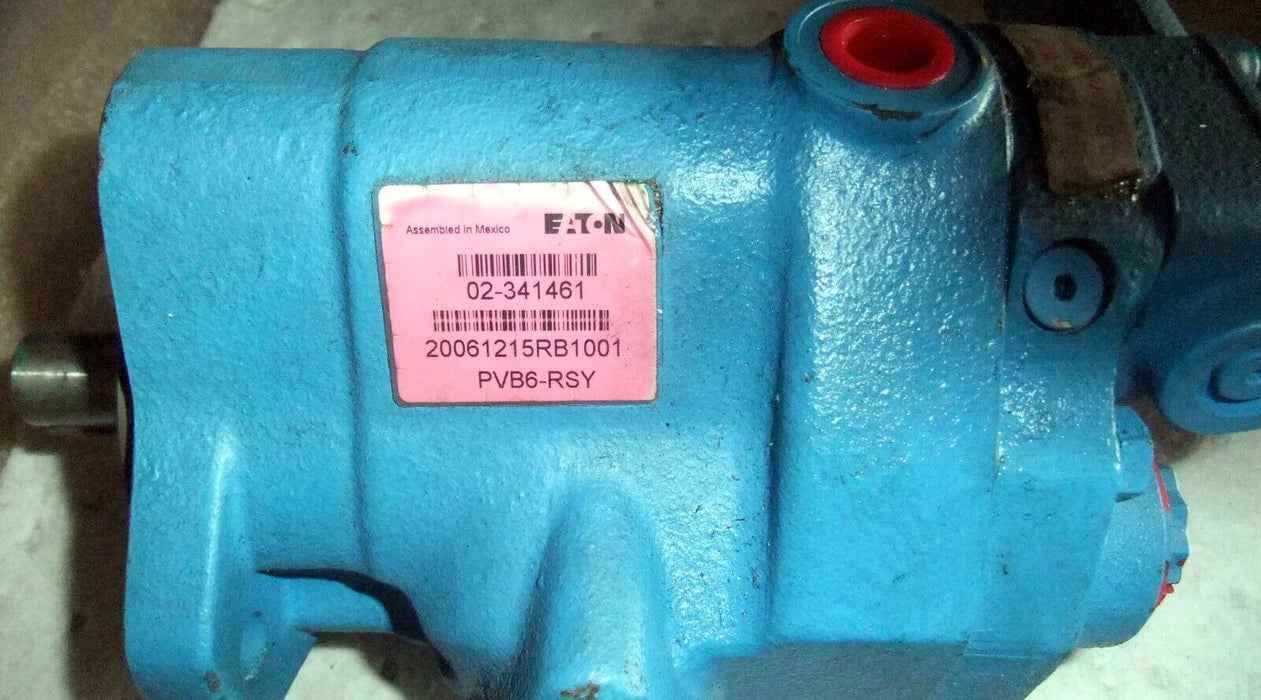 Assembled in Mexico EATON
02-341461
20061215RB1001
PVB6-RSY